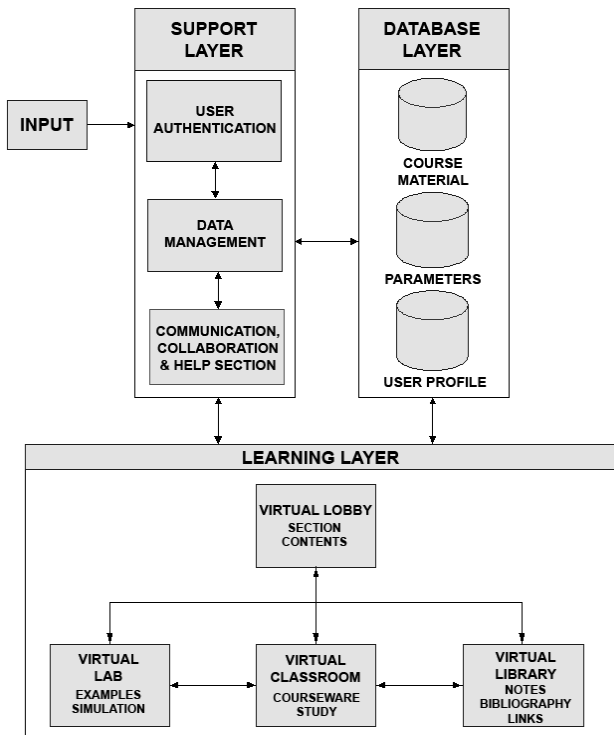 SUPPORT
LAYER
DATABASE
LAYER
INPUT
USER
AUTHENTICATION
DATA
MANAGEMENT
COMMUNICATION,
COLLABORATION
& HELP SECTION
COURSE
MATERIAL
PARAMETERS
USER PROFILE
LEARNING LAYER
VIRTUAL LOBBY
SECTION
CONTENTS
VIRTUAL
LAB
EXAMPLES
SIMULATION
VIRTUAL
CLASSROOM
COURSEWARE
STUDY
VIRTUAL
LIBRARY
NOTES
BIBLIOGRAPHY
LINKS